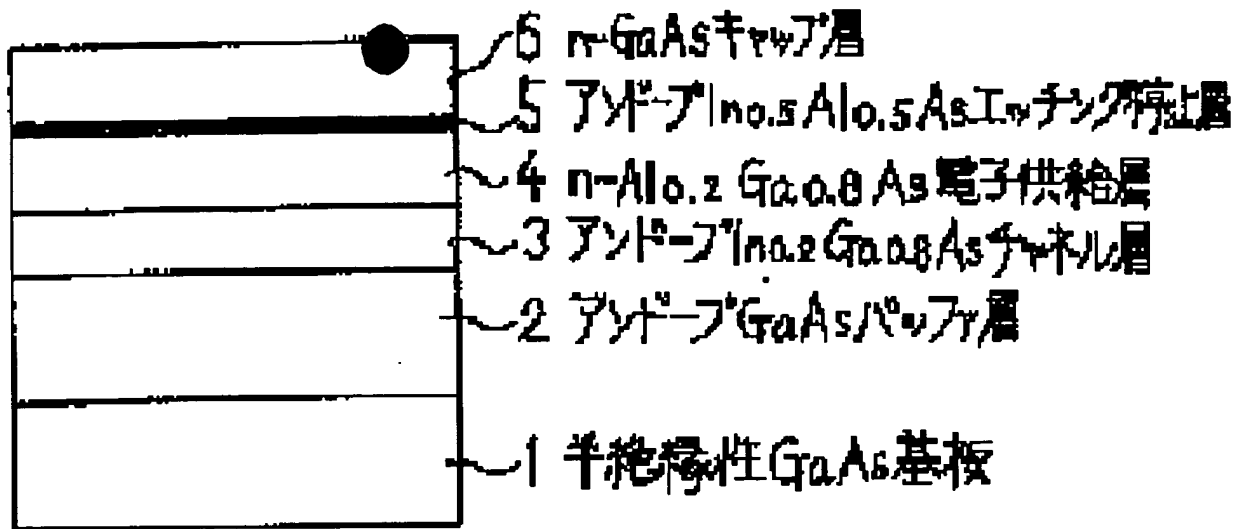 6 n-GaAsキャップ層
5 アンドープIn0.5Al0.5Asエッチング停止層
4 n-Al0.2Ga0.8As電子供給層
3 アンドープIn0.2Ga0.8Asチャネル層
2 アンドープGaAsバッファ層
1 半絶縁性GaAs基板